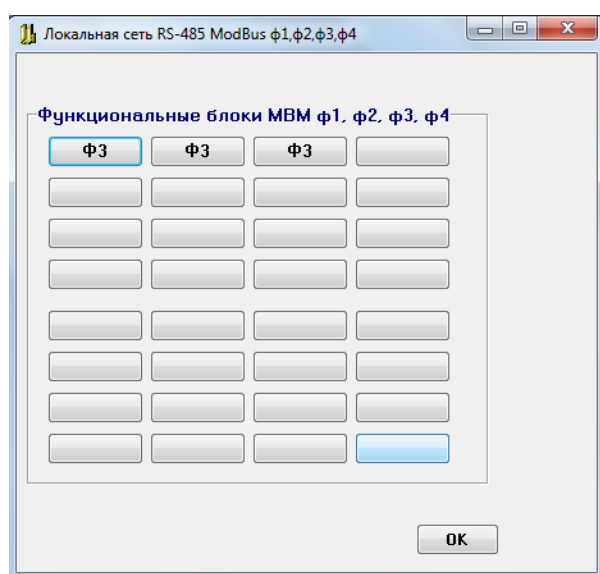 Локальная сеть RS-485 ModBus ф1,ф2,ф3,ф4
Функциональные блоки МВМ ф1, ф2, ф3, ф4
Ф3 Ф3 Ф3
OK